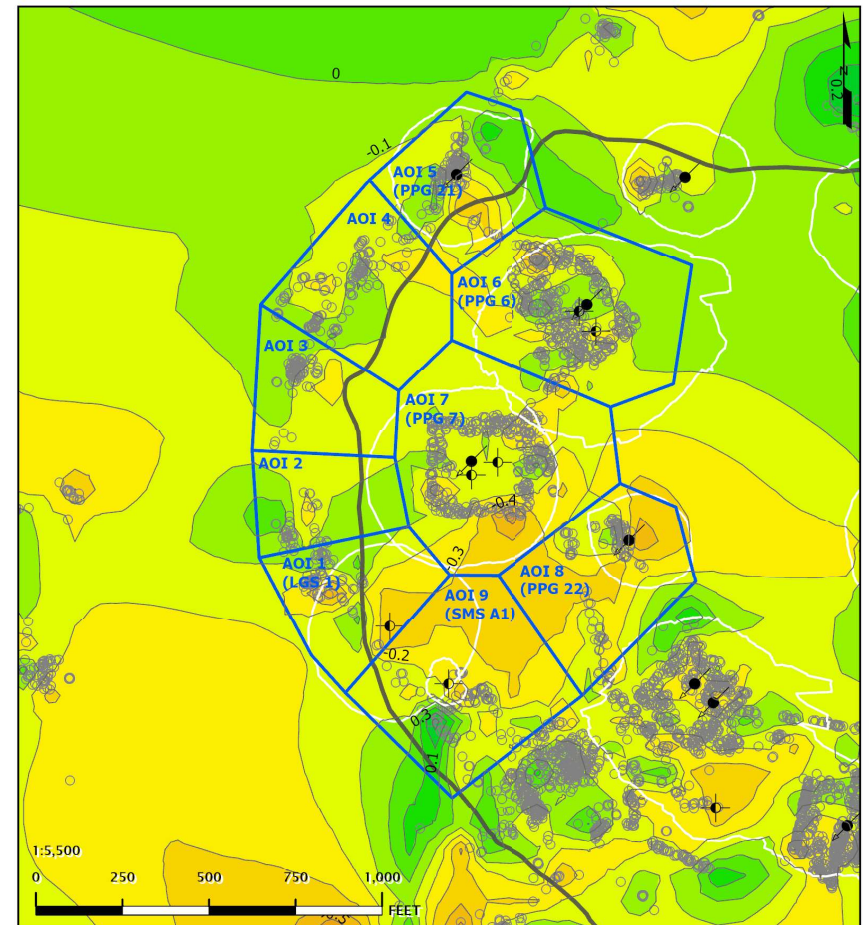 0
N
0.2
-0.1
AOI 5
(PPG 21)
AOI 4
AOI 6
(PPG 6)
AOI 3
AOI 7
(PPG 7)
AOI 2
-0.4
-0.3
AOI 1
(LGS 1)
AOI 8
(PPG 22)
AOI 9
(SMS A1)
-0.2
0.3
0.1
1:5,500
0 250 500 750 1,000
FEET